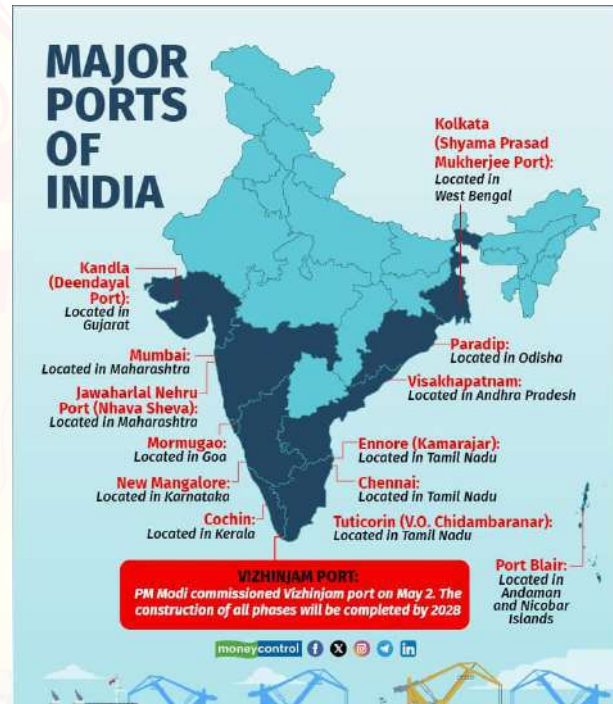 MAJOR
PORTS
OF
INDIA
Kolkata
(Shyama Prasad
Mukherjee Port):
Located in
West Bengal
Kandla
(Deendayal
Port):
Located in
Gujarat
Mumbai:
Located in Maharashtra
Jawaharlal Nehru
Port (Nhava Sheva):
Located in Maharashtra
Mormugao:
Located in Goa
New Mangalore:
Located in Karnataka
Cochin:
Located in Kerala
Paradip:
Located in Odisha
Visakhapatnam:
Located in Andhra Pradesh
Ennore (Kamarajar):
Located in Tamil Nadu
Chennai:
Located in Tamil Nadu
Tuticorin (V.O. Chidambaranar):
Located in Tamil Nadu
Port Blair:
Located in
Andaman
and Nicobar
Islands
VIZHINJAM PORT:
PM Modi commissioned Vizhinjam port on May 2. The
construction of all phases will be completed by 2028
moneycontrol